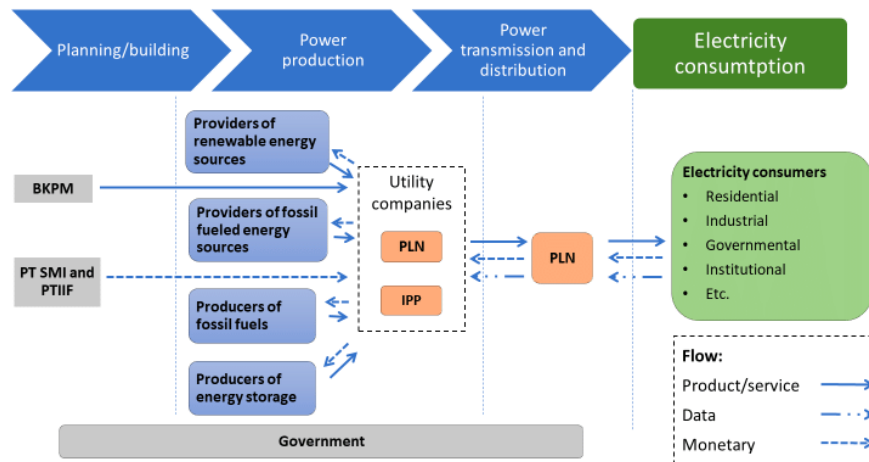 Planning/building
Power
production
Power
transmission and
distribution
Electricity
consumtption
Providers of
renewable energy
sources
BKPM
Utility
companies
Providers of fossil
fueled energy
sources
PLN
PLN
PT SMI and
PTIIF
IPP
Producers of
fossil fuels
Producers of
energy storage
Electricity consumers
• Residential
• Industrial
• Governmental
• Institutional
• Etc.
Flow:
Product/service
Data
Monetary
Government